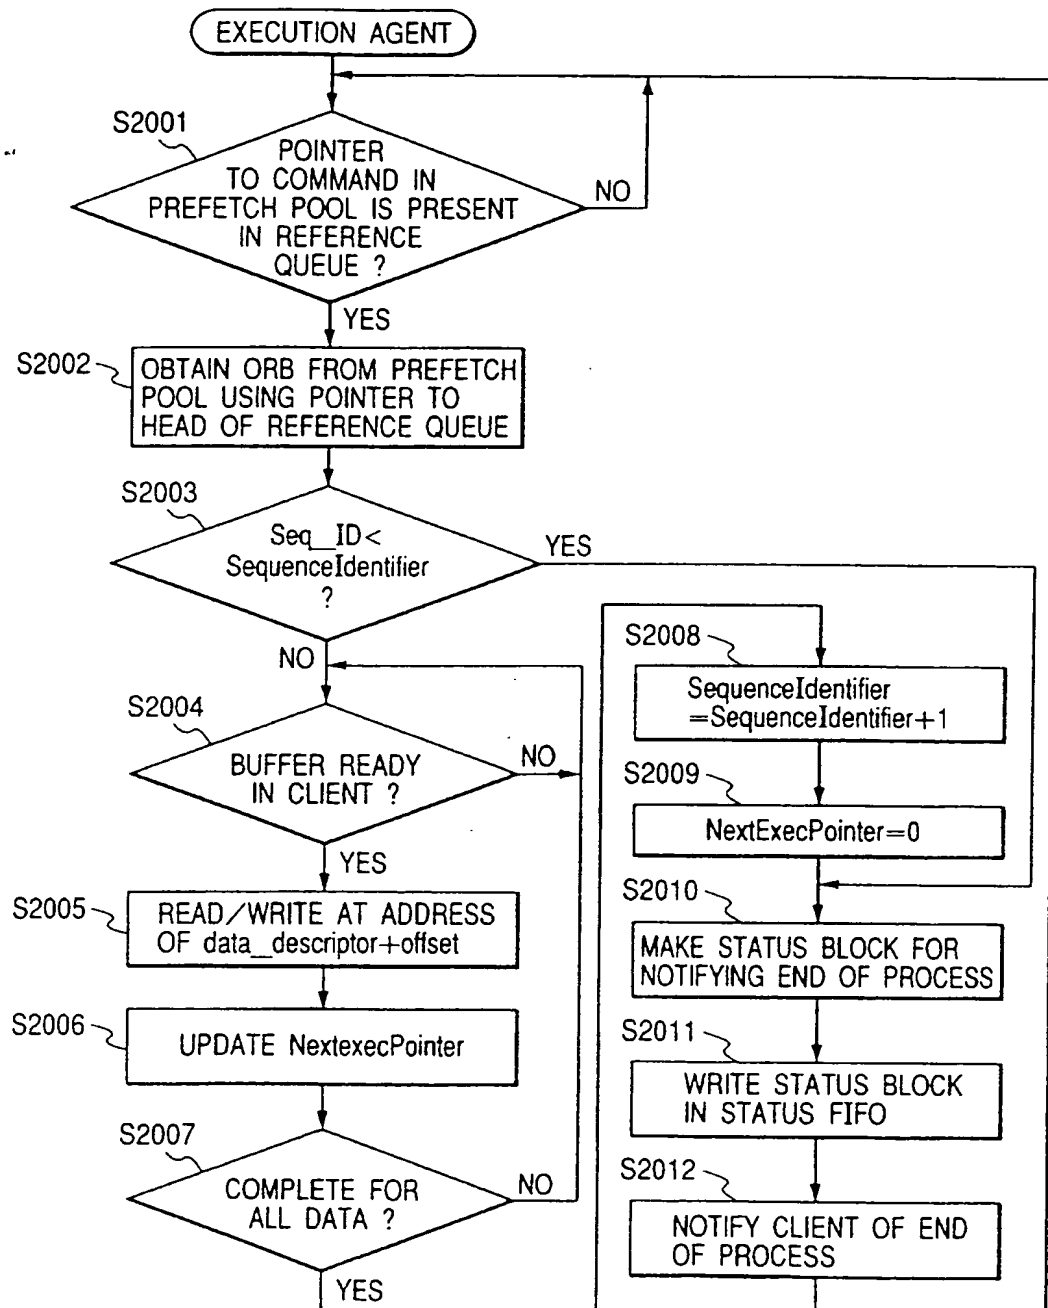 EXECUTION AGENT
S2001
POINTER
TO COMMAND IN
PREFETCH POOL IS PRESENT
IN REFERENCE
QUEUE ?
NO
YES
S2002
OBTAIN ORB FROM PREFETCH
POOL USING POINTER TO
HEAD OF REFERENCE QUEUE
S2003
Seq_ID<
SequenceIdentifier
?
YES
NO
S2004
BUFFER READY
IN CLIENT ?
NO
YES
S2005
READ/WRITE AT ADDRESS
OF data_descriptor+offset
S2006
UPDATE NextexecPointer
S2007
COMPLETE FOR
ALL DATA ?
NO
YES
S2008
SequenceIdentifier
=SequenceIdentifier+1
S2009
NextExecPointer=0
S2010
MAKE STATUS BLOCK FOR
NOTIFYING END OF PROCESS
S2011
WRITE STATUS BLOCK
IN STATUS FIFO
S2012
NOTIFY CLIENT OF END
OF PROCESS